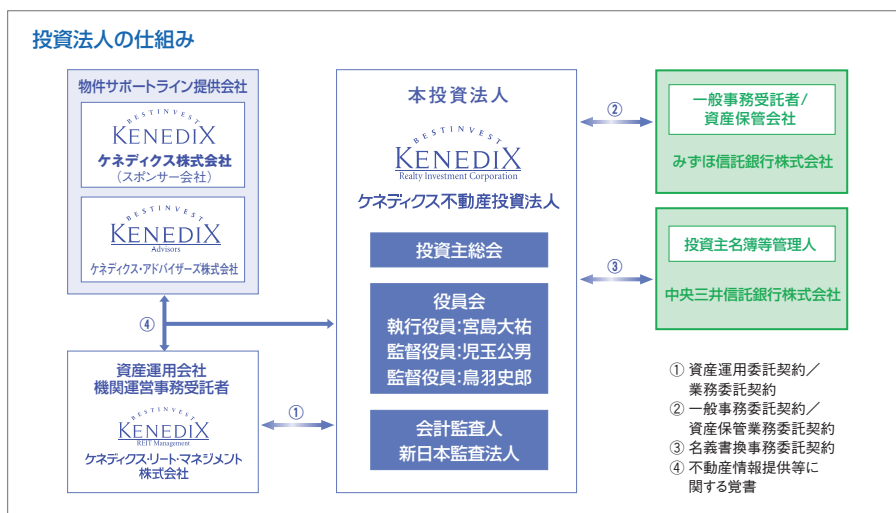 投資法人の仕組み
物件サポートライン提供会社
BESTINVEST
KENEDIX
ケネディクス株式会社
(スポンサー会社)
BESTINVEST
KENEDIX
Advisors
ケネディクス・アドバイザーズ株式会社
④
資産運用会社
機関運営事務受託者
BESTINVEST
KENEDIX
REIT Management
ケネディクス・リート・マネジメント
株式会社
①
本投資法人
BESTINVEST
KENEDIX
Realty Investment Corporation
ケネディクス不動産投資法人
投資主総会
役員会
執行役員:宮島大祐
監督役員:児玉公男
監督役員:鳥羽史郎
会計監査人
新日本監査法人
②
一般事務受託者/
資産保管会社
みずほ信託銀行株式会社
③
投資主名簿等管理人
中央三井信託銀行株式会社
① 資産運用委託契約/
業務委託契約
② 一般事務委託契約/
資産保管業務委託契約
③ 名義書換事務委託契約
④ 不動産情報提供等に
関する覚書